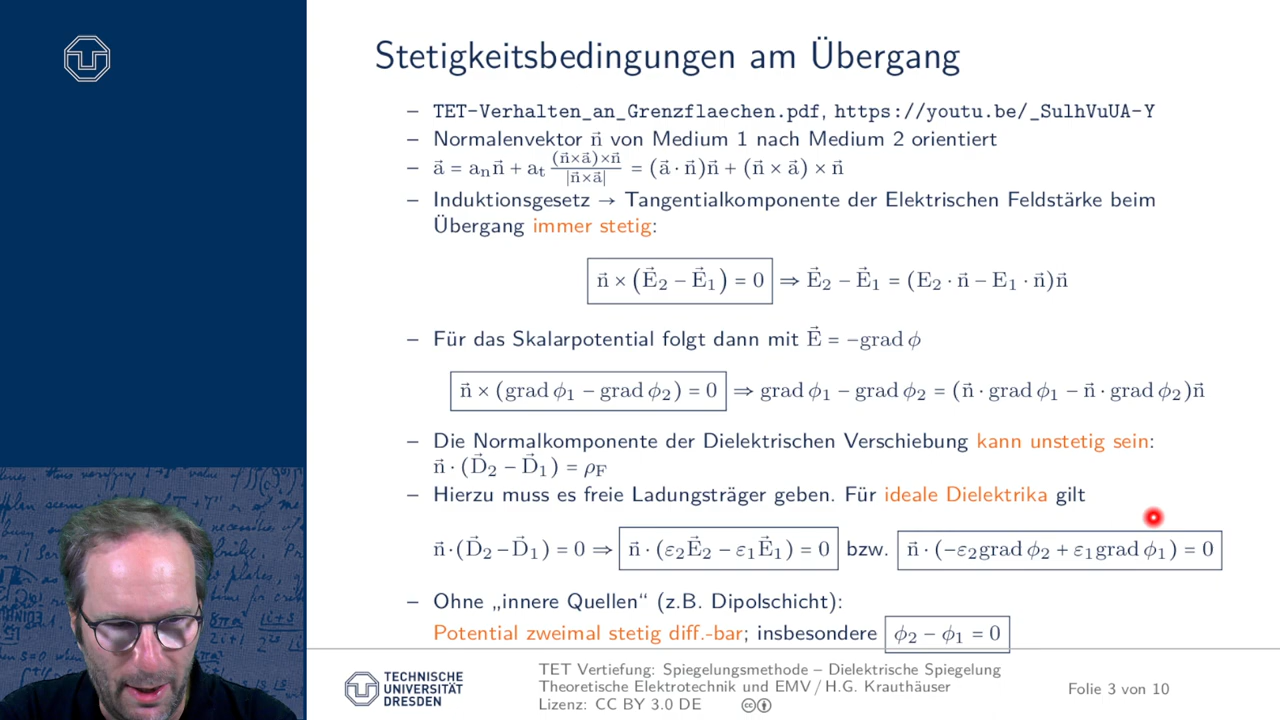 Stetigkeitsbedingungen am Übergang
– TET-Verhalten_an_Grenzflaechen.pdf, https://youtu.be/_SulhVuUA-Y
– Normalenvektor n⃗ von Medium 1 nach Medium 2 orientiert
– a⃗ = aₙn⃗ + aₜ (n⃗×a⃗)×n⃗ / |n⃗×a⃗| = (a⃗ · n⃗)n⃗ + (n⃗ × a⃗) × n⃗
– Induktionsgesetz → Tangentialkomponente der Elektrischen Feldstärke beim
Übergang immer stetig:
n⃗ × (E⃗₂ − E⃗₁) = 0 ⇒ E⃗₂ − E⃗₁ = (E₂ · n⃗ − E₁ · n⃗)n⃗
– Für das Skalarpotential folgt dann mit E⃗ = −grad ϕ
n⃗ × (grad ϕ₁ − grad ϕ₂) = 0 ⇒ grad ϕ₁ − grad ϕ₂ = (n⃗ · grad ϕ₁ − n⃗ · grad ϕ₂)n⃗
– Die Normalkomponente der Dielektrischen Verschiebung kann unstetig sein:
n⃗ · (D⃗₂ − D⃗₁) = ρF
– Hierzu muss es freie Ladungsträger geben. Für ideale Dielektrika gilt
n⃗·(D⃗₂−D⃗₁) = 0 ⇒ n⃗ · (ε₂E⃗₂ − ε₁E⃗₁) = 0 bzw. n⃗ · (−ε₂grad ϕ₂ + ε₁grad ϕ₁) = 0
– Ohne „innere Quellen“ (z.B. Dipolschicht):
Potential zweimal stetig diff.-bar; insbesondere ϕ₂ − ϕ₁ = 0
TECHNISCHE
UNIVERSITÄT
DRESDEN
TET Vertiefung: Spiegelungsmethode – Dielektrische Spiegelung
Theoretische Elektrotechnik und EMV / H.G. Krauthäuser
Lizenz: CC BY 3.0 DE
Folie 3 von 10